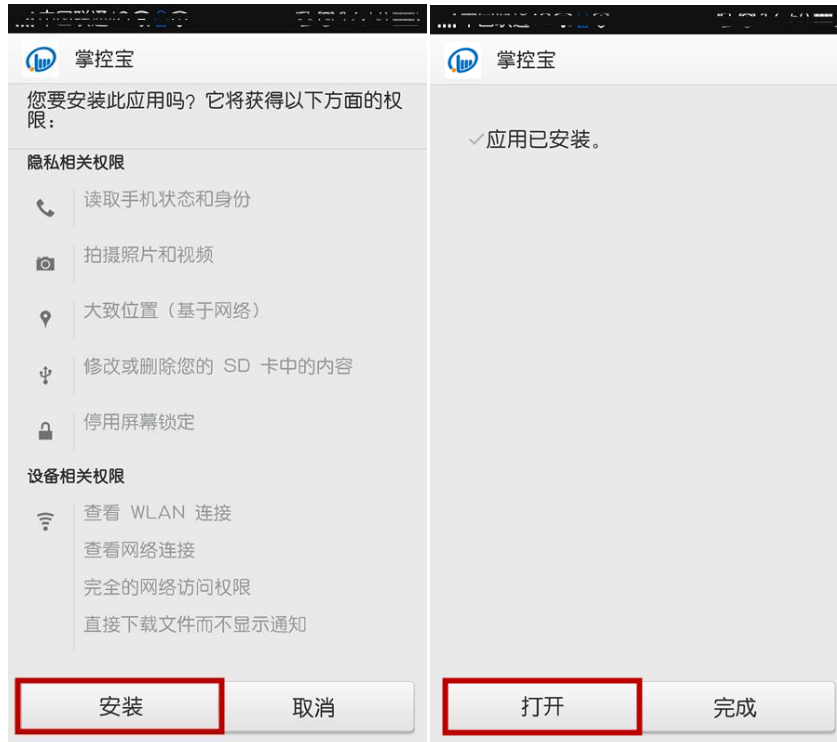 掌控宝
您要安装此应用吗？它将获得以下方面的权
限：
隐私相关权限
读取手机状态和身份
拍摄照片和视频
大致位置（基于网络）
修改或删除您的 SD 卡中的内容
停用屏幕锁定
设备相关权限
查看 WLAN 连接
查看网络连接
完全的网络访问权限
直接下载文件而不显示通知
安装
取消
掌控宝
应用已安装。
打开
完成